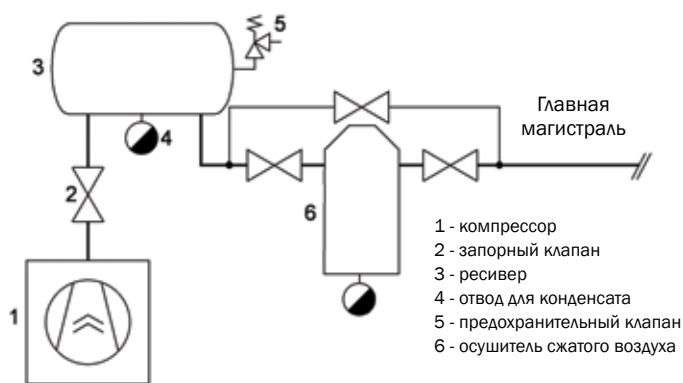 5
3
Главная
магистраль
4
2
6
1
1 - компрессор
2 - запорный клапан
3 - ресивер
4 - отвод для конденсата
5 - предохранительный клапан
6 - осушитель сжатого воздуха